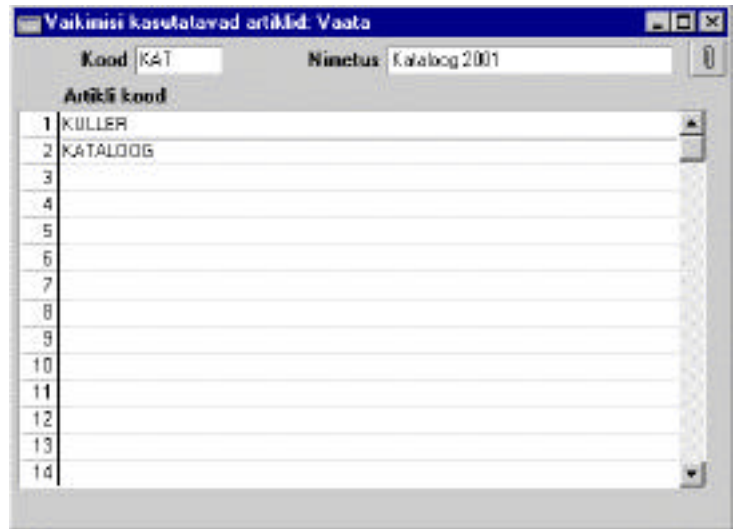 Vaikimisi kasutatavad artiklid: Vaata
Kood KAT Nimetus Kataloog 2001
Artikli kood
1 KULLER
2 KATALOOG
3
4
5
6
7
8
9
10
11
12
13
14